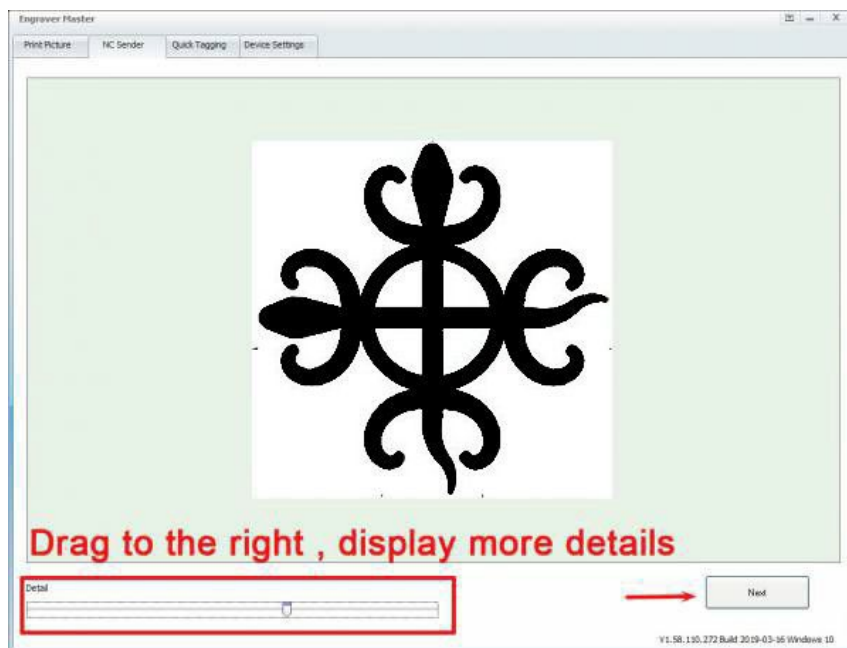 Engraver Master
Print Picture NC Sender Quick Tagging Device Settings
Drag to the right , display more details
Detail
Next
V1.58.110.272 Build 2019-03-16 Windows 10